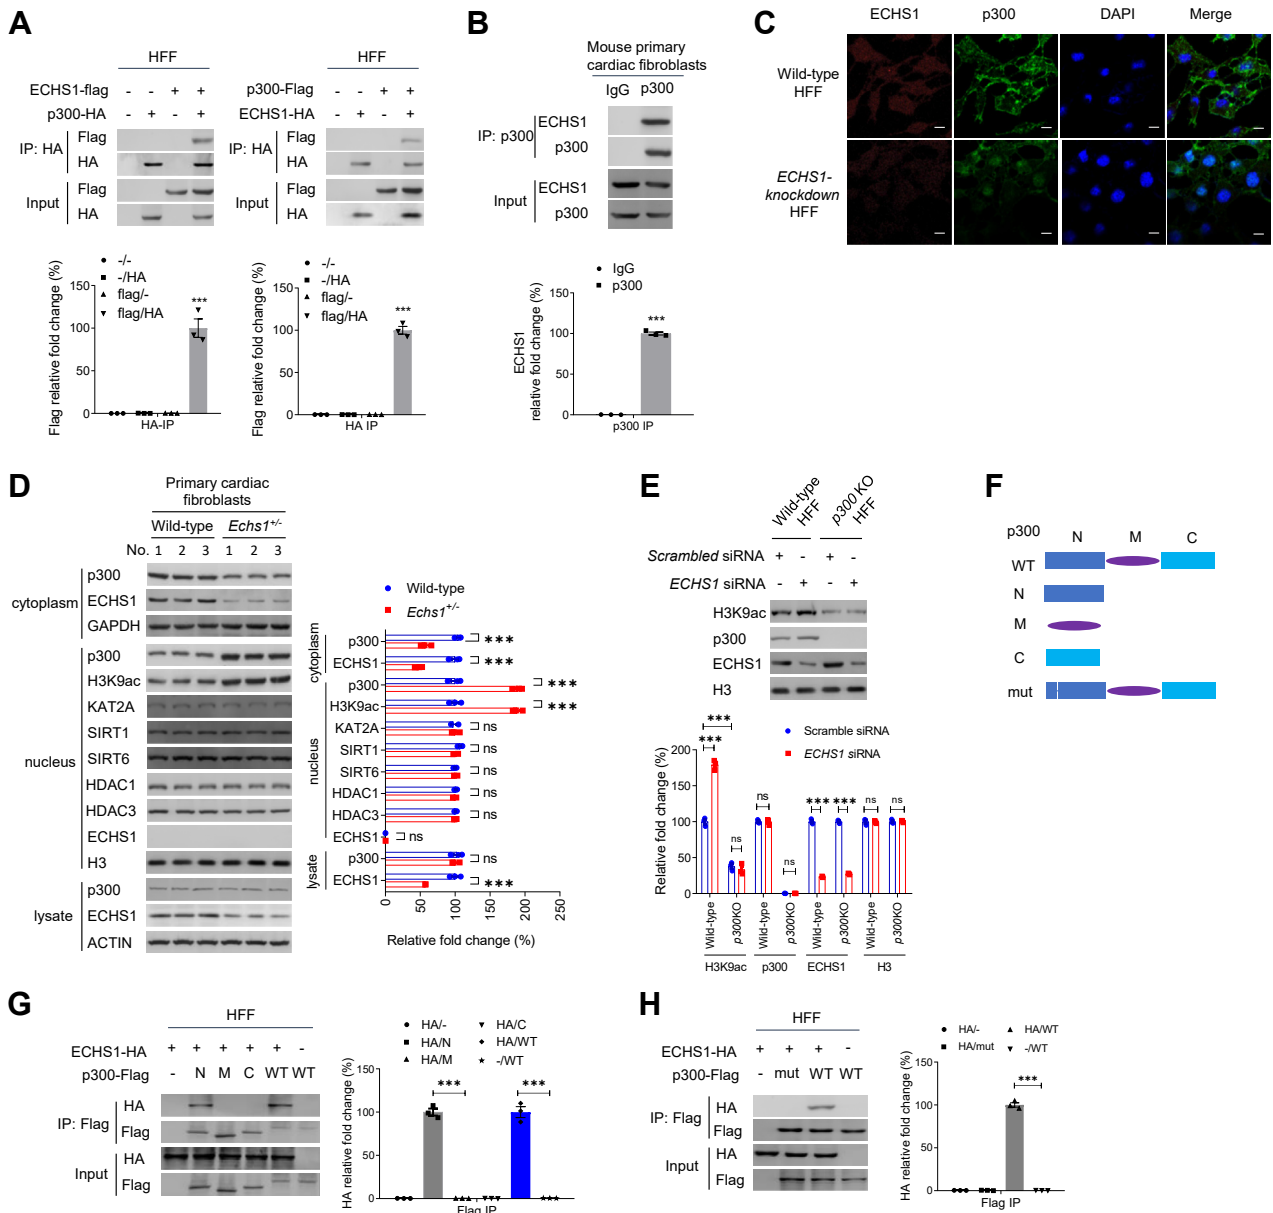 A
HFF
ECHS1-flag - - + +
p300-HA - + - +
IP: HA
Flag
HA
Input
Flag
HA
HFF
p300-Flag - - + +
ECHS1-HA - + - +
IP: HA
Flag
HA
Input
Flag
HA
-/-
-/HA
flag/-
flag/HA
Flag relative fold change (%)
150
100
50
0
***
HA-IP
-/-
-/HA
flag/-
flag/HA
Flag relative fold change (%)
150
100
50
0
***
HA IP
B
Mouse primary
cardiac fibroblasts
IgG p300
IP: p300
ECHS1
p300
Input
ECHS1
p300
IgG
p300
ECHS1
relative fold change (%)
150
100
50
0
***
p300 IP
C
ECHS1 p300 DAPI Merge
Wild-type
HFF
ECHS1-
knockdown
HFF
D
Primary cardiac
fibroblasts
Wild-type Echs1+/-
No. 1 2 3 1 2 3
cytoplasm
p300
ECHS1
GAPDH
nucleus
p300
H3K9ac
KAT2A
SIRT1
SIRT6
HDAC1
HDAC3
ECHS1
H3
lysate
p300
ECHS1
ACTIN
Wild-type
Echs1+/-
cytoplasm
p300 ***
ECHS1 ***
nucleus
p300 ***
H3K9ac ***
KAT2A ns
SIRT1 ns
SIRT6 ns
HDAC1 ns
HDAC3 ns
ECHS1 ns
lysate
p300 ns
ECHS1 ***
0 50 100 150 200 250
Relative fold change (%)
E
Wild-type
HFF
p300 KO
HFF
Scrambled siRNA + - + -
ECHS1 siRNA - + - +
H3K9ac
p300
ECHS1
H3
Scramble siRNA
ECHS1 siRNA
Relative fold change (%)
200
150
100
50
0
***
***
ns
ns
ns
***
***
ns
ns
Wild-type
p300KO
Wild-type
p300KO
Wild-type
p300KO
Wild-type
p300KO
H3K9ac p300 ECHS1 H3
F
p300 N M C
WT
N
M
C
mut
G
HFF
ECHS1-HA + + + + + -
p300-Flag - N M C WT WT
IP: Flag
HA
Flag
Input
HA
Flag
HA/-
HA/N
HA/M
HA/C
HA/WT
-/WT
HA relative fold change (%)
150
100
50
0
***
***
Flag IP
H
HFF
ECHS1-HA + + + -
p300-Flag - mut WT WT
IP: Flag
HA
Flag
Input
HA
Flag
HA/-
HA/mut
HA/WT
-/WT
HA relative fold change (%)
150
100
50
0
***
Flag IP